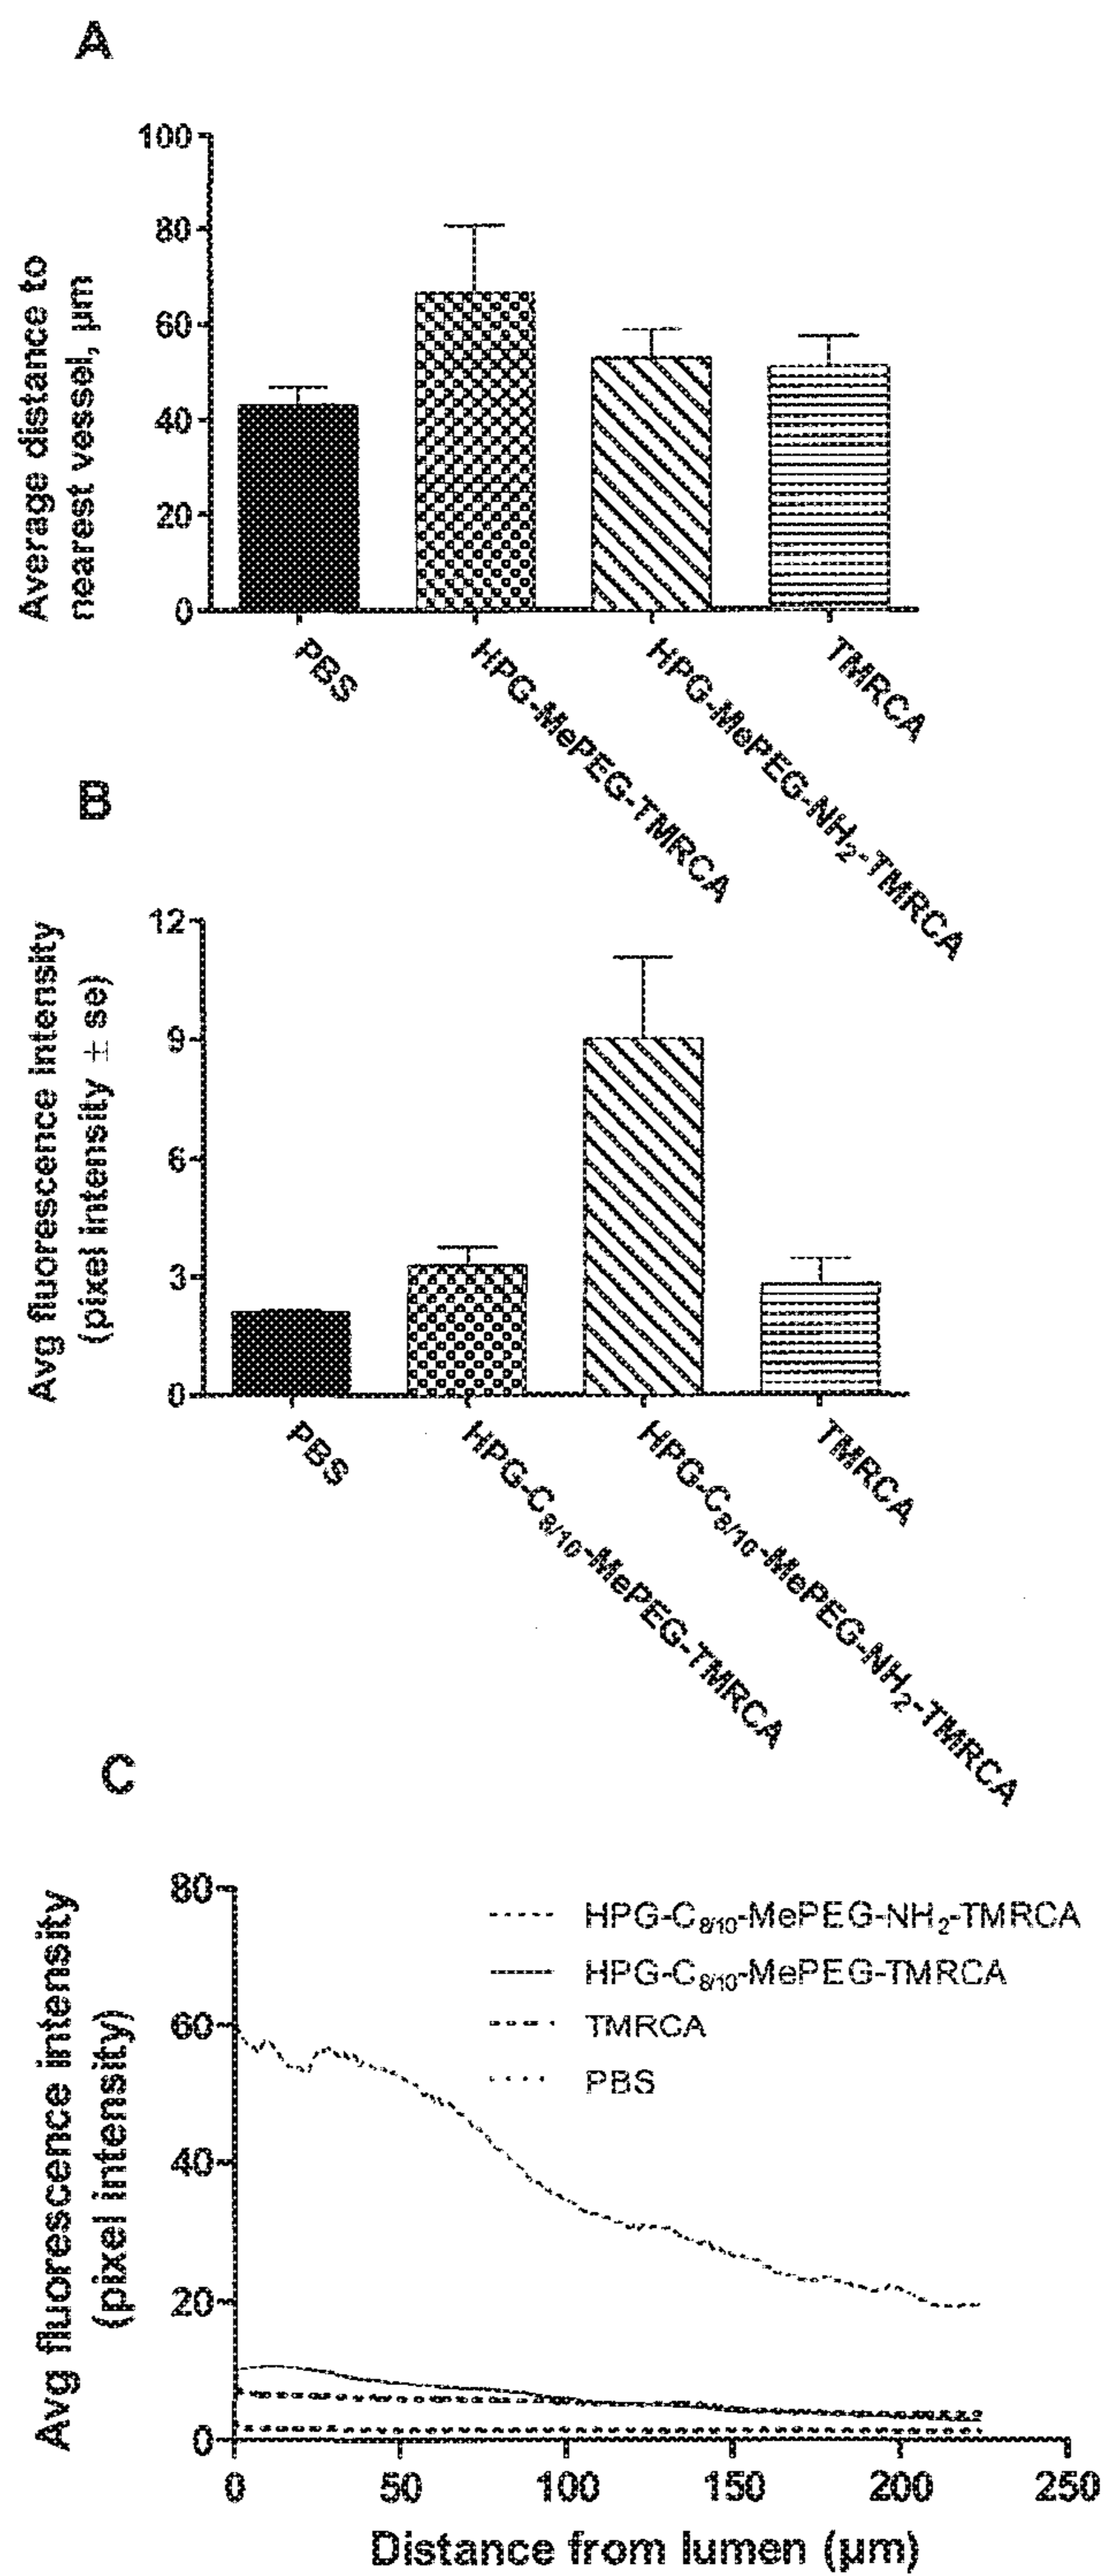 A
100
80
60
40
20
0
Average distance to
nearest vessel, µm
PBS
HPG-MePEG-TMRCA
HPG-MePEG-NH₂-TMRCA
TMRCA
B
12
9
6
3
0
Avg fluorescence intensity
(pixel intensity ± se)
PBS
HPG-C₈/₁₀-MePEG-TMRCA
HPG-C₈/₁₀-MePEG-NH₂-TMRCA
TMRCA
C
80
60
40
20
0
Avg fluorescence intensity
(pixel intensity)
HPG-C₈/₁₀-MePEG-NH₂-TMRCA
HPG-C₈/₁₀-MePEG-TMRCA
TMRCA
PBS
0 50 100 150 200 250
Distance from lumen (µm)